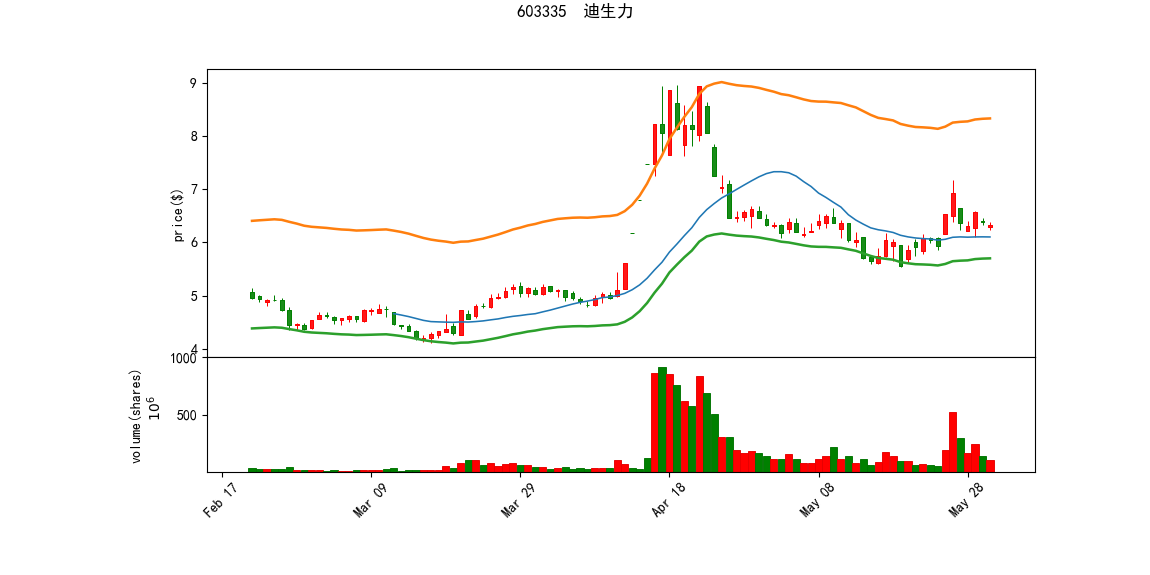 603335 迪生力
price($)
9
8
7
6
5
4
volume(shares)
10^6
1000
500
Feb 17
Mar 09
Mar 29
Apr 18
May 08
May 28